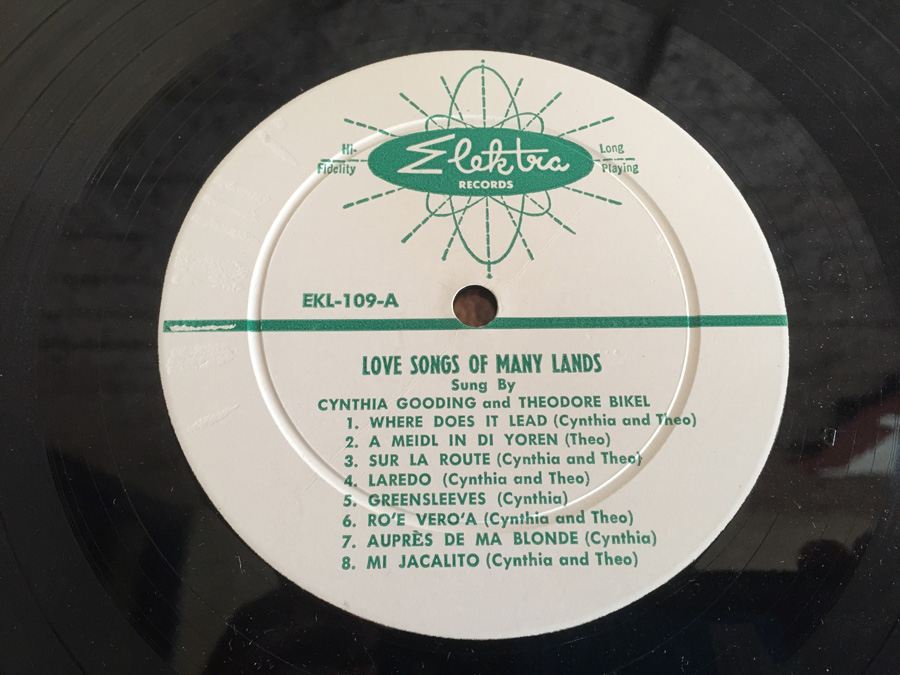 Hi-
Fidelity
Elektra
RECORDS
Long
Playing
EKL-109-A
LOVE SONGS OF MANY LANDS
Sung By
CYNTHIA GOODING and THEODORE BIKEL
1. WHERE DOES IT LEAD (Cynthia and Theo)
2. A MEIDL IN DI YOREN (Theo)
3. SUR LA ROUTE (Cynthia and Theo)
4. LAREDO (Cynthia and Theo)
5. GREENSLEEVES (Cynthia)
6. RO'E VERO'A (Cynthia and Theo)
7. AUPRÈS DE MA BLONDE (Cynthia)
8. MI JACALITO (Cynthia and Theo)